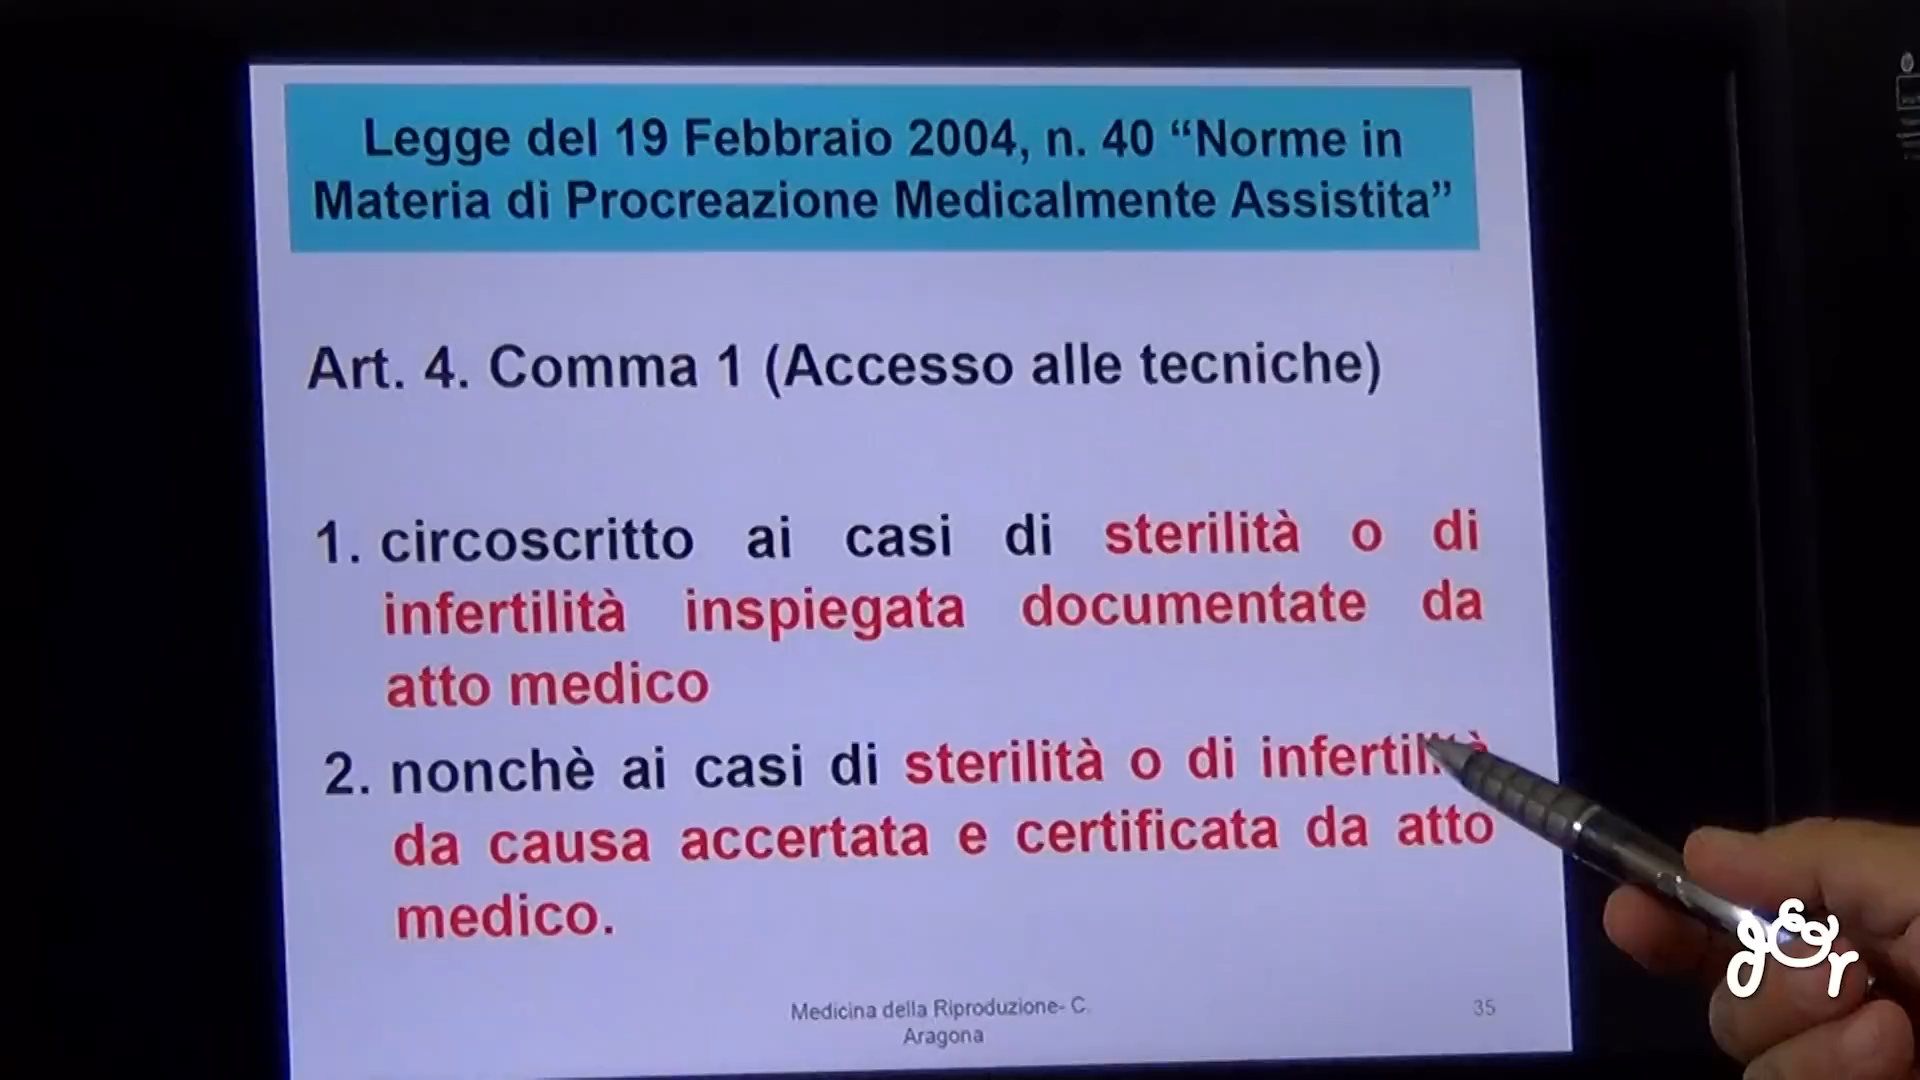 Legge del 19 Febbraio 2004, n. 40 “Norme in
Materia di Procreazione Medicalmente Assistita”
Art. 4. Comma 1 (Accesso alle tecniche)
1. circoscritto ai casi di sterilità o di
infertilità inspiegata documentate da
atto medico
2. nonchè ai casi di sterilità o di infertilità
da causa accertata e certificata da atto
medico.
Medicina della Riproduzione- C.
Aragona
35